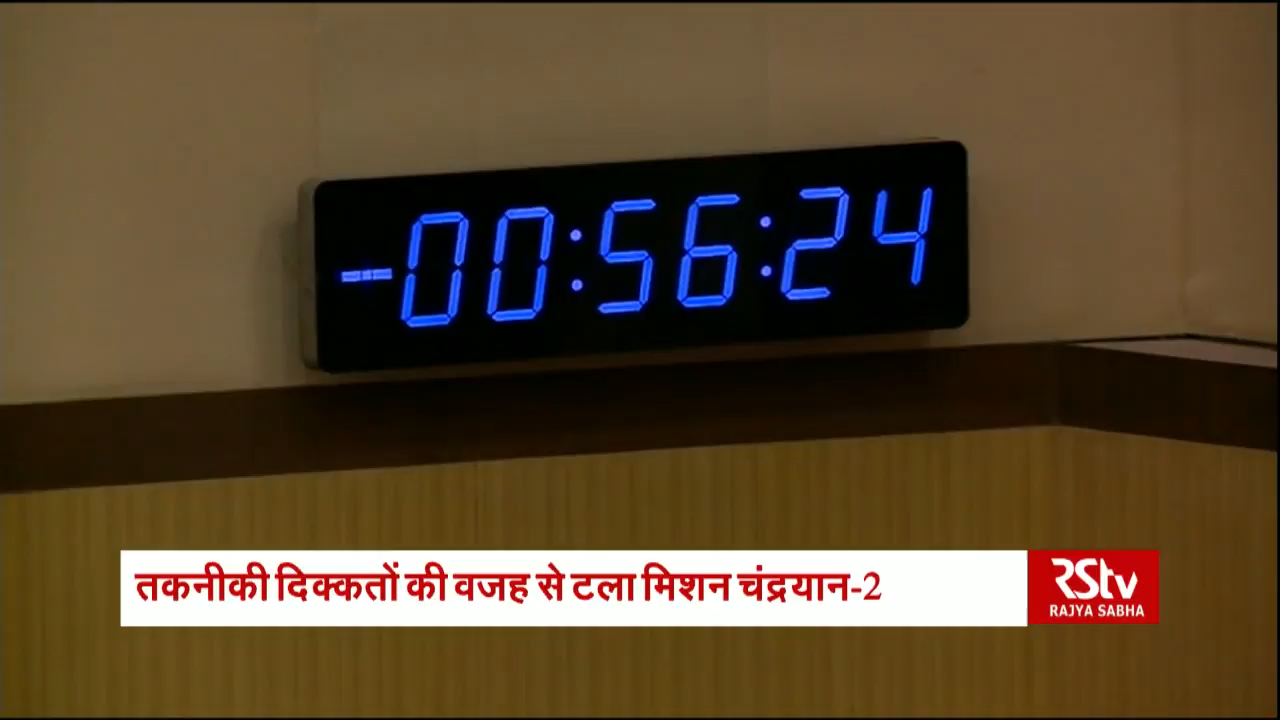 -00:56:24
तकनीकी दिक्कतों की वजह से टला मिशन चंद्रयान-2
RStv
RAJYA SABHA